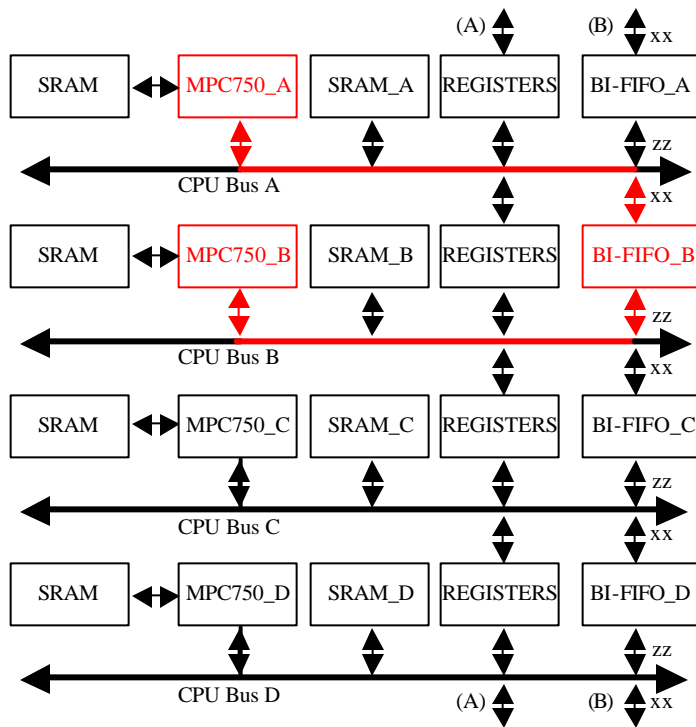 (A) (B) xx
SRAM MPC750_A SRAM_A REGISTERS BI-FIFO_A
zz
CPU Bus A
xx
SRAM MPC750_B SRAM_B REGISTERS BI-FIFO_B
zz
CPU Bus B
xx
SRAM MPC750_C SRAM_C REGISTERS BI-FIFO_C
zz
CPU Bus C
xx
SRAM MPC750_D SRAM_D REGISTERS BI-FIFO_D
zz
CPU Bus D (A) (B) xx